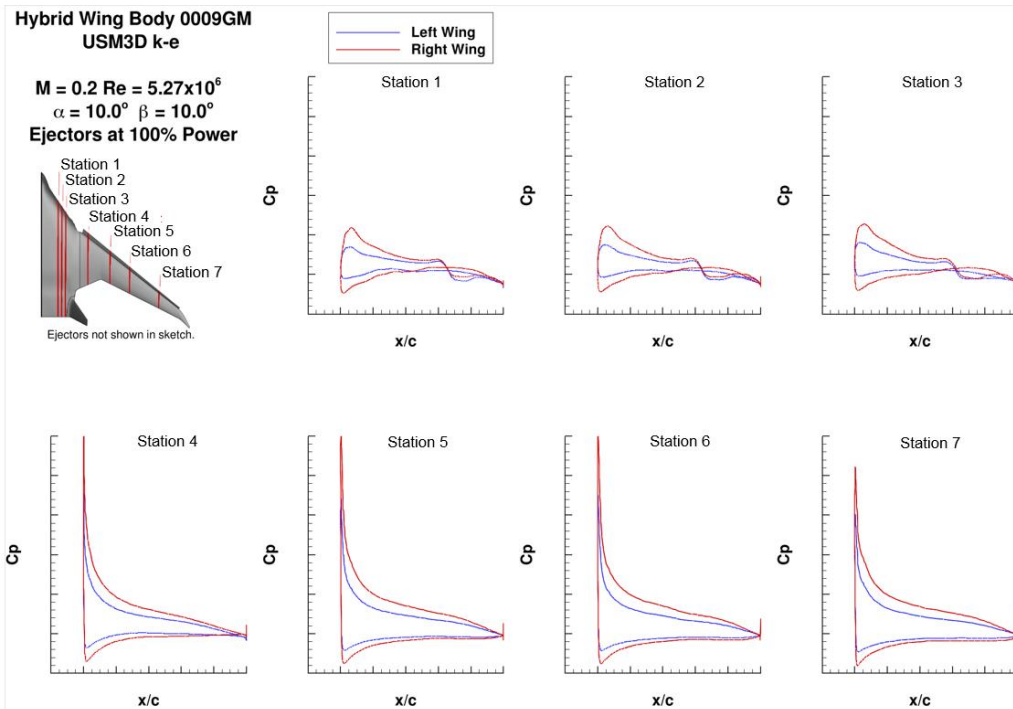 Hybrid Wing Body 0009GM
USM3D k-e
M = 0.2 Re = 5.27x10⁶
α = 10.0° β = 10.0°
Ejectors at 100% Power
Left Wing
Right Wing
Station 1
Station 2
Station 3
Station 4
Station 5
Station 6
Station 7
Ejectors not shown in sketch.
Station 1
Cp
x/c
Station 2
Cp
x/c
Station 3
Cp
x/c
Station 4
Cp
x/c
Station 5
Cp
x/c
Station 6
Cp
x/c
Station 7
Cp
x/c